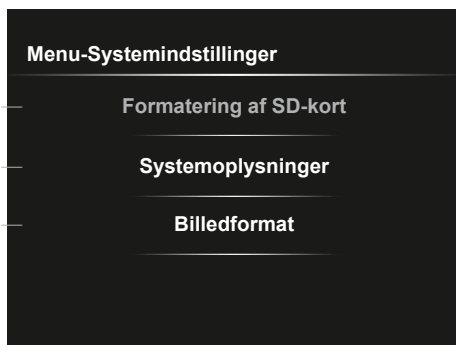 Menu-Systemindstillinger
Formatering af SD-kort
Systemoplysninger
Billedformat